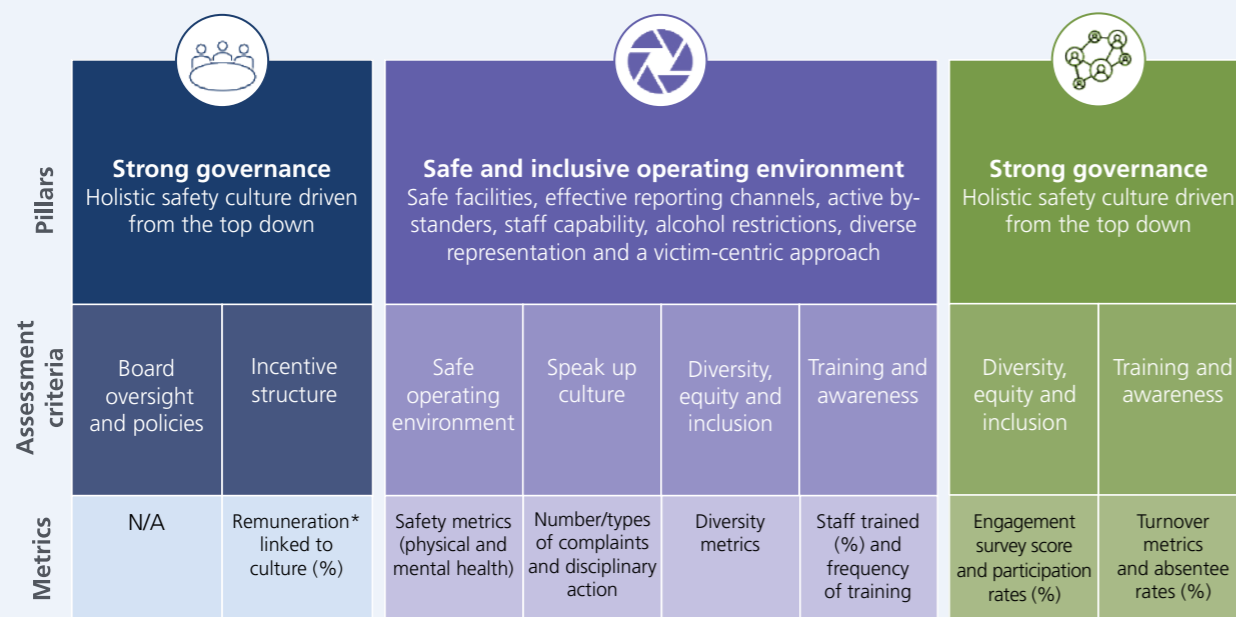 Pillars
Strong governance
Holistic safety culture driven
from the top down
Safe and inclusive operating environment
Safe facilities, effective reporting channels, active by-
standers, staff capability, alcohol restrictions, diverse
representation and a victim-centric approach
Strong governance
Holistic safety culture driven
from the top down
Assessment
criteria
Board
oversight
and policies
Incentive
structure
Safe
operating
environment
Speak up
culture
Diversity,
equity and
inclusion
Training and
awareness
Diversity,
equity and
inclusion
Training and
awareness
Metrics
N/A
Remuneration*
linked to
culture (%)
Safety metrics
(physical and
mental health)
Number/types
of complaints
and disciplinary
action
Diversity
metrics
Staff trained
(%) and
frequency
of training
Engagement
survey score
and participation
rates (%)
Turnover
metrics
and absentee
rates (%)